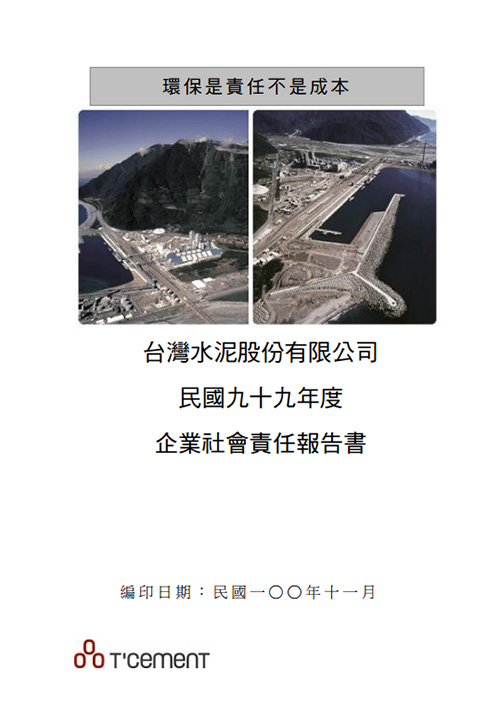 環保是責任不是成本
台灣水泥股份有限公司
民國九十九年度
企業社會責任報告書
編印日期：民國一〇〇年十一月
T'CEMENT